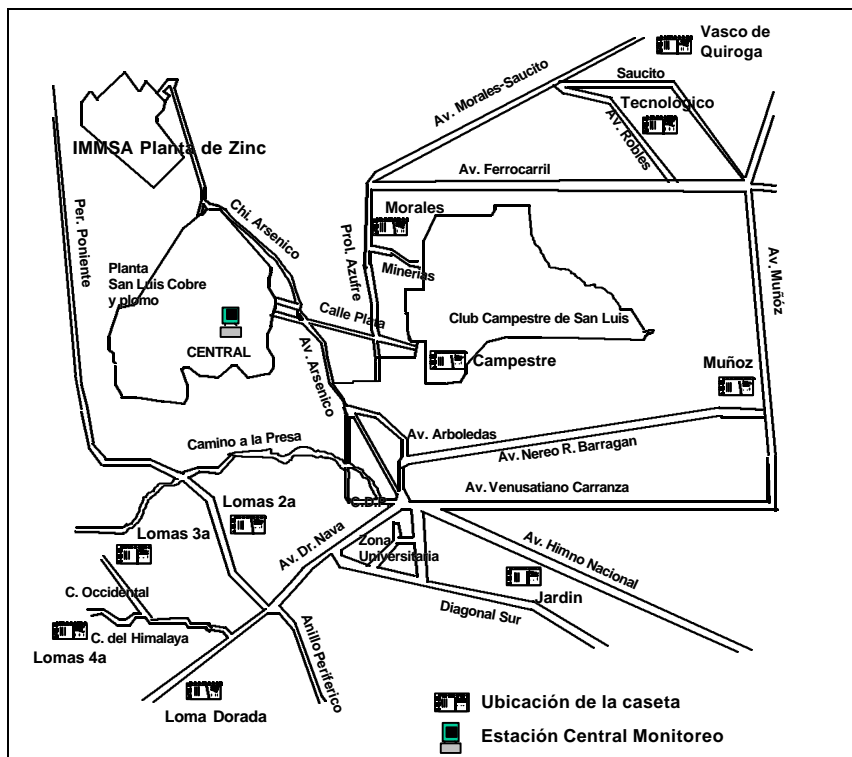 Vasco de
Quiroga
Saucito
Av. Morales-Saucito
Tecnológico
Av. Robles
IMMSA Planta de Zinc
Av. Ferrocarril
Per. Poniente
Chi. Arsenico
Morales
Prol. Azufre
Minerias
Av. Muñóz
Planta
San Luis Cobre
y plomo
Calle Plata
Club Campestre de San Luis
CENTRAL
Av. Arsenico
Campestre
Muñoz
Av. Arboledas
Camino a la Presa
Av. Nereo R. Barragan
Av. Venusatiano Carranza
C.D.P.
Lomas 2a
Lomas 3a
Av. Dr. Nava
Zona
Universitaria
Av. Himno Nacional
C. Occidental
Jardin
Diagonal Sur
C. del Himalaya
Anillo Periferico
Lomas 4a
Loma Dorada
Ubicación de la caseta
Estación Central Monitoreo